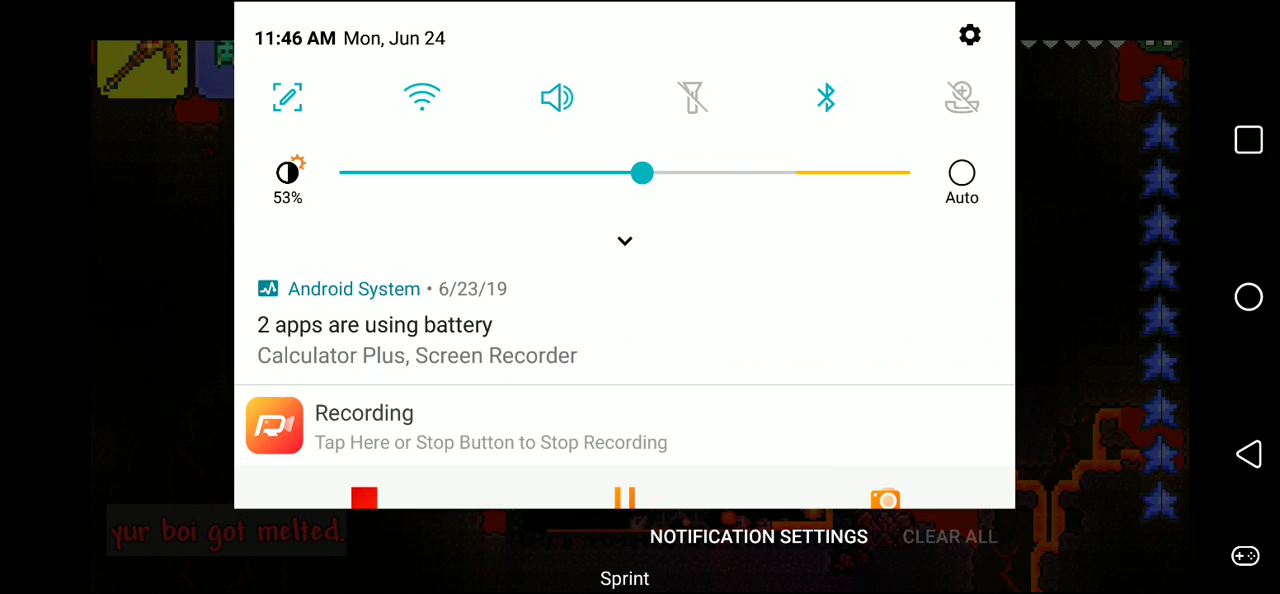 11:46 AM Mon, Jun 24
53%
Auto
Android System • 6/23/19
2 apps are using battery
Calculator Plus, Screen Recorder
Recording
Tap Here or Stop Button to Stop Recording
yur boi got melted.
NOTIFICATION SETTINGS CLEAR ALL
Sprint